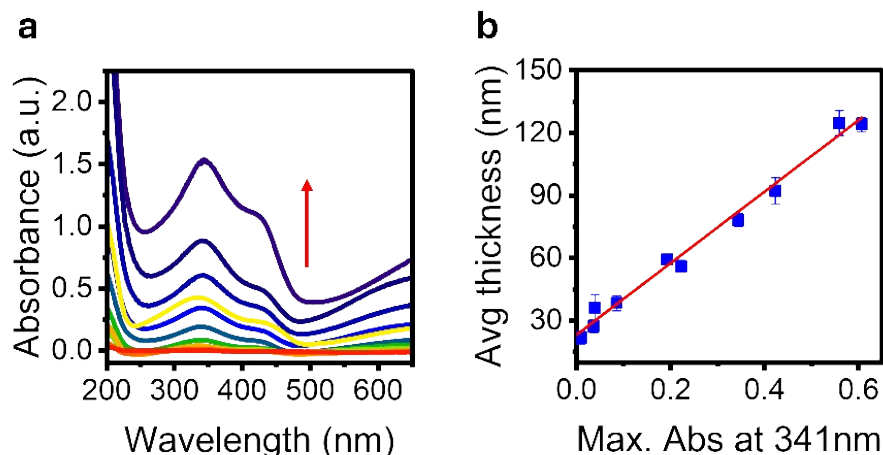 a
Absorbance (a.u.)
2.0
1.5
1.0
0.5
0.0
200 300 400 500 600
Wavelength (nm)
b
Avg thickness (nm)
150
120
90
60
30
0.0 0.2 0.4 0.6
Max. Abs at 341nm